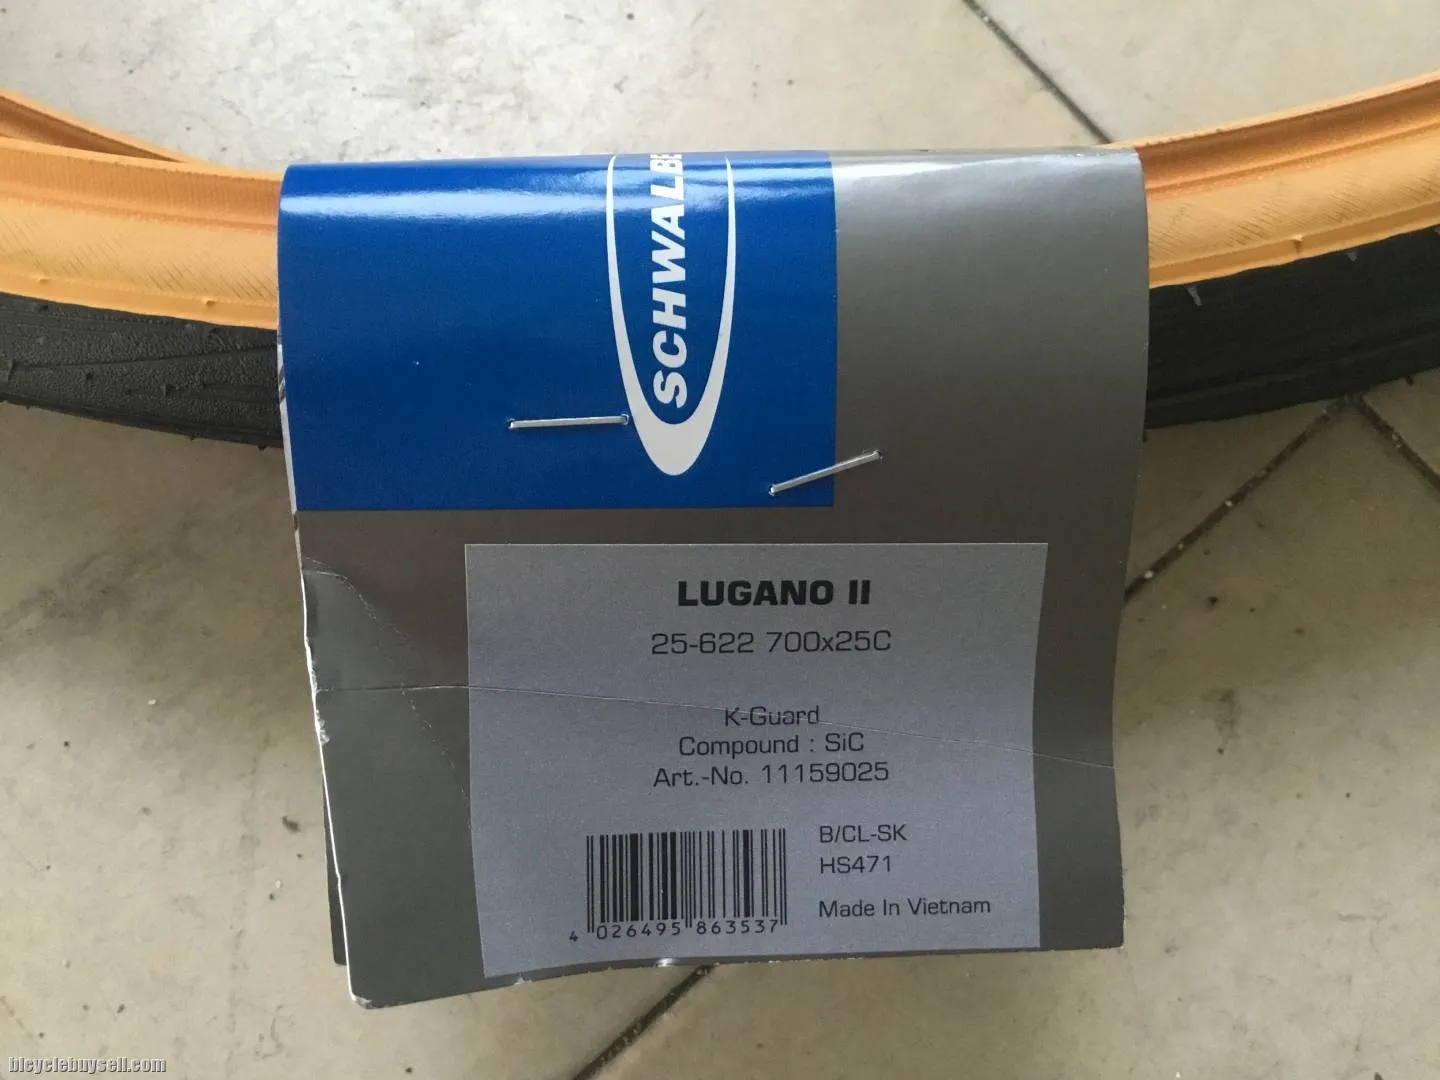 SCHWALBE
LUGANO II
25-622 700x25C
K-Guard
Compound : SiC
Art.-No. 11159025
B/CL-SK
HS471
Made In Vietnam
4 026495 863537
bicyclebuysell.com